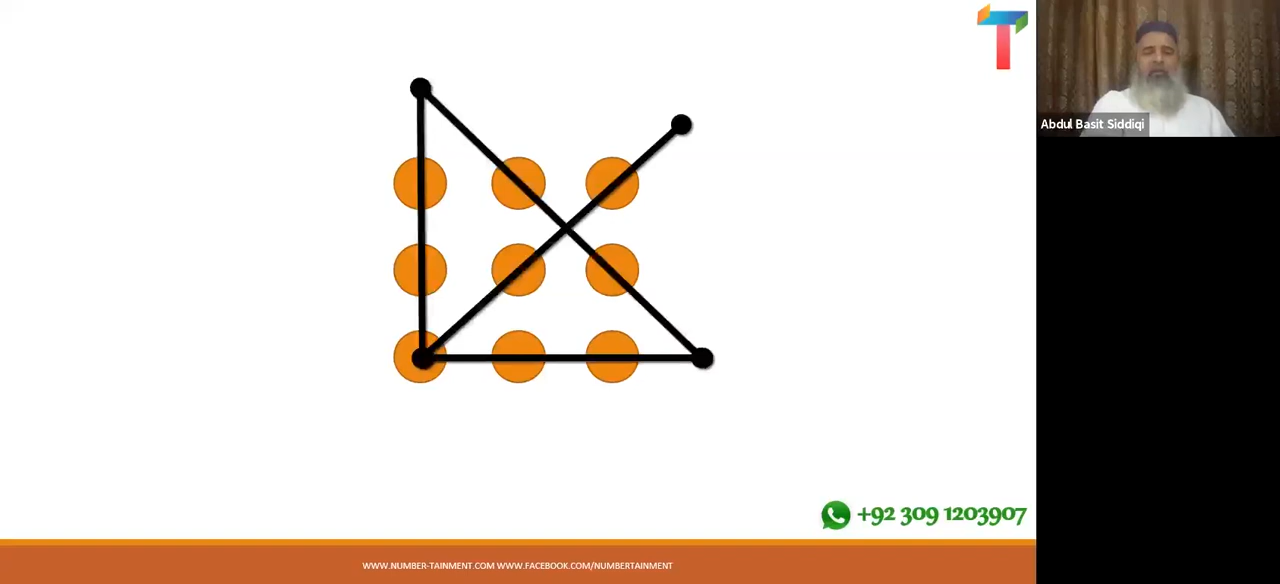 Abdul Basit Siddiqi
+92 309 1203907
WWW.NUMBER-TAINMENT.COM WWW.FACEBOOK.COM/NUMBERTAINMENT